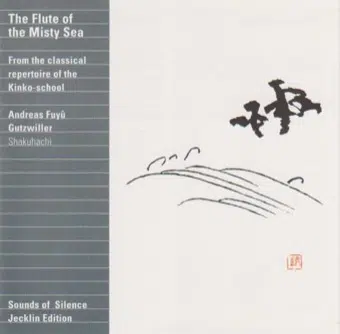 The Flute of
the Misty Sea
From the classical
repertoire of the
Kinko-school
Andreas Fuyû
Gutzwiller
Shakuhachi
Sounds of Silence
Jecklin Edition